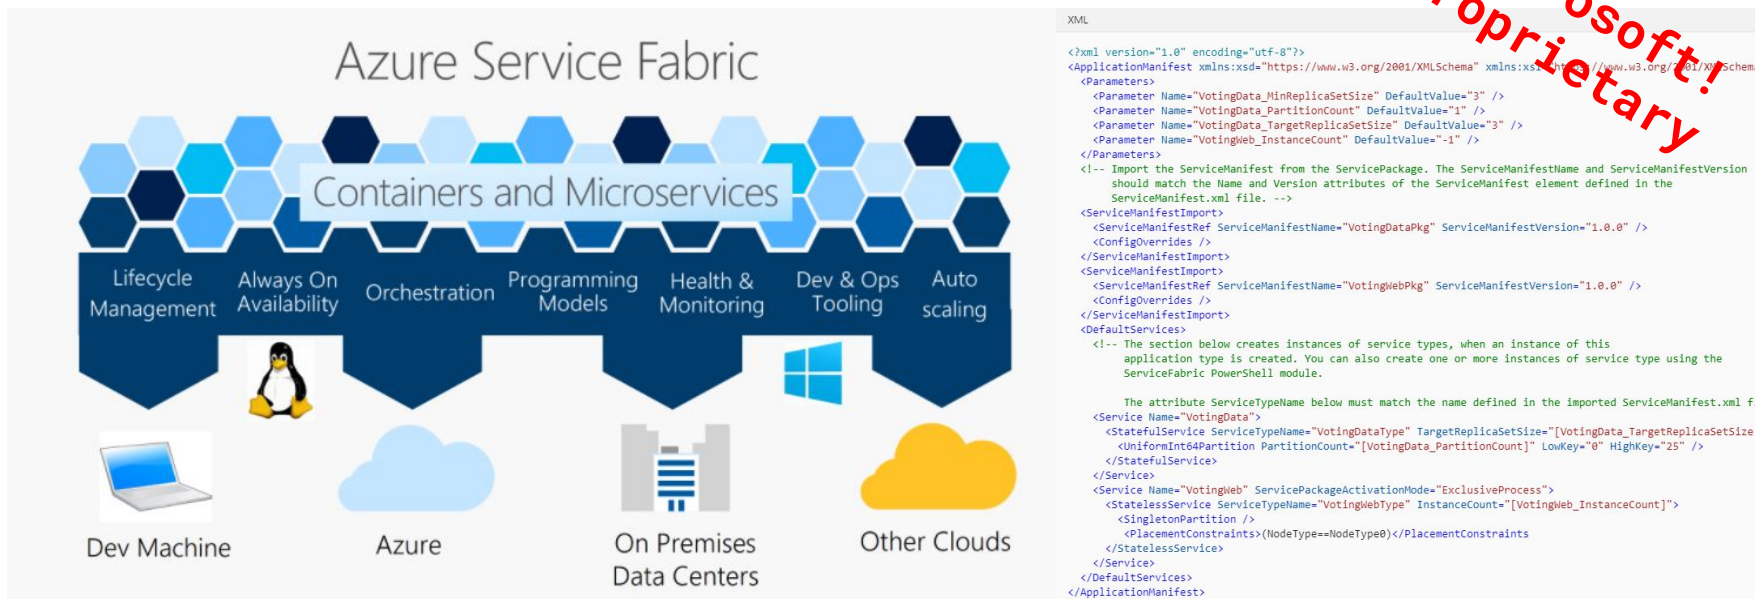 Azure Service Fabric
Containers and Microservices
Lifecycle
Management
Always On
Availability
Orchestration
Programming
Models
Health &
Monitoring
Dev & Ops
Tooling
Auto
scaling
Dev Machine
Azure
On Premises
Data Centers
Other Clouds
XML
<?xml version="1.0" encoding="utf-8"?>
<ApplicationManifest xmlns:xsd="https://www.w3.org/2001/XMLSchema" xmlns:xsi="https://www.w3.org/2001/XMLSchema
<Parameters>
<Parameter Name="VotingData_MinReplicaSetSize" DefaultValue="3" />
<Parameter Name="VotingData_PartitionCount" DefaultValue="1" />
<Parameter Name="VotingData_TargetReplicaSetSize" DefaultValue="3" />
<Parameter Name="VotingWeb_InstanceCount" DefaultValue="-1" />
</Parameters>
<!-- Import the ServiceManifest from the ServicePackage. The ServiceManifestName and ServiceManifestVersion
should match the Name and Version attributes of the ServiceManifest element defined in the
ServiceManifest.xml file. -->
<ServiceManifestImport>
<ServiceManifestRef ServiceManifestName="VotingDataPkg" ServiceManifestVersion="1.0.0" />
<ConfigOverrides />
</ServiceManifestImport>
<ServiceManifestImport>
<ServiceManifestRef ServiceManifestName="VotingWebPkg" ServiceManifestVersion="1.0.0" />
<ConfigOverrides />
</ServiceManifestImport>
<DefaultServices>
<!-- The section below creates instances of service types, when an instance of this
application type is created. You can also create one or more instances of service type using the
ServiceFabric PowerShell module.
The attribute ServiceTypeName below must match the name defined in the imported ServiceManifest.xml fi
<Service Name="VotingData">
<StatefulService ServiceTypeName="VotingDataType" TargetReplicaSetSize="[VotingData_TargetReplicaSetSize
<UniformInt64Partition PartitionCount="[VotingData_PartitionCount]" LowKey="0" HighKey="25" />
</StatefulService>
</Service>
<Service Name="VotingWeb" ServicePackageActivationMode="ExclusiveProcess">
<StatelessService ServiceTypeName="VotingWebType" InstanceCount="[VotingWeb_InstanceCount]">
<SingletonPartition />
<PlacementConstraints>(NodeType==NodeType0)</PlacementConstraints
</StatelessService>
</Service>
</DefaultServices>
</ApplicationManifest>
osoft!
roprietary